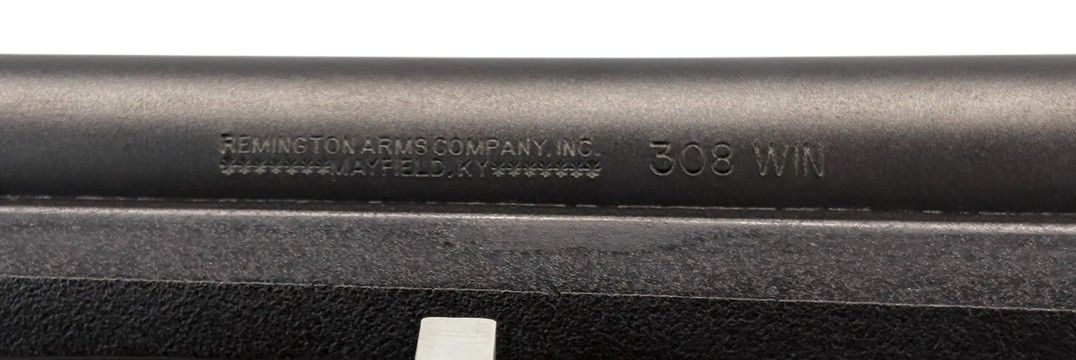 REMINGTON ARMS COMPANY, INC.
********MAYFIELD, KY********
308 WIN